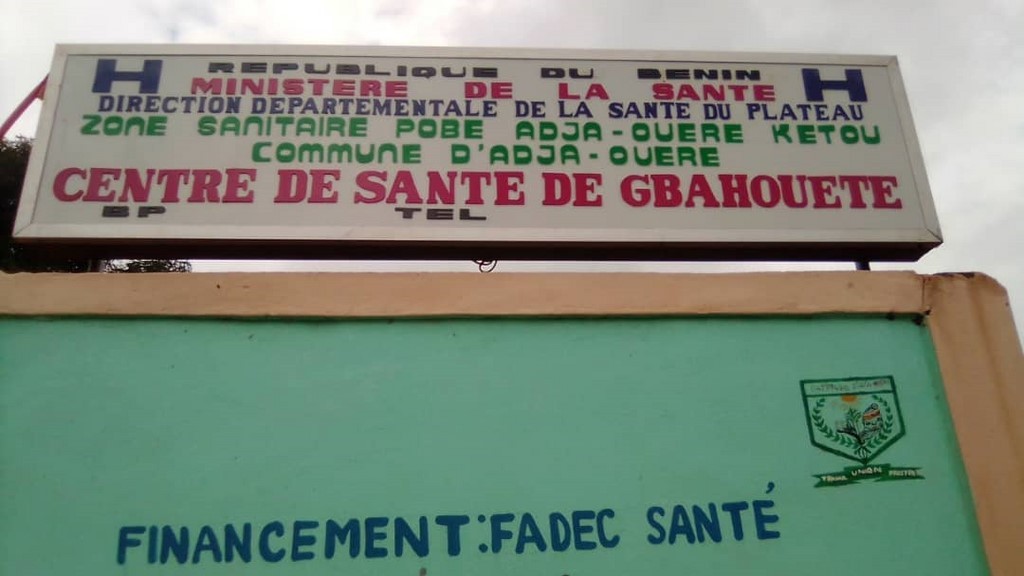 H REPUBLIQUE DU BENIN H
MINISTERE DE LA SANTE
DIRECTION DEPARTEMENTALE DE LA SANTE DU PLATEAU
ZONE SANITAIRE POBE ADJA-OUERE KETOU
COMMUNE D'ADJA-OUERE
CENTRE DE SANTE DE GBAHOUETE
BP TEL
UNION
FINANCEMENT:FADEC SANTÉ